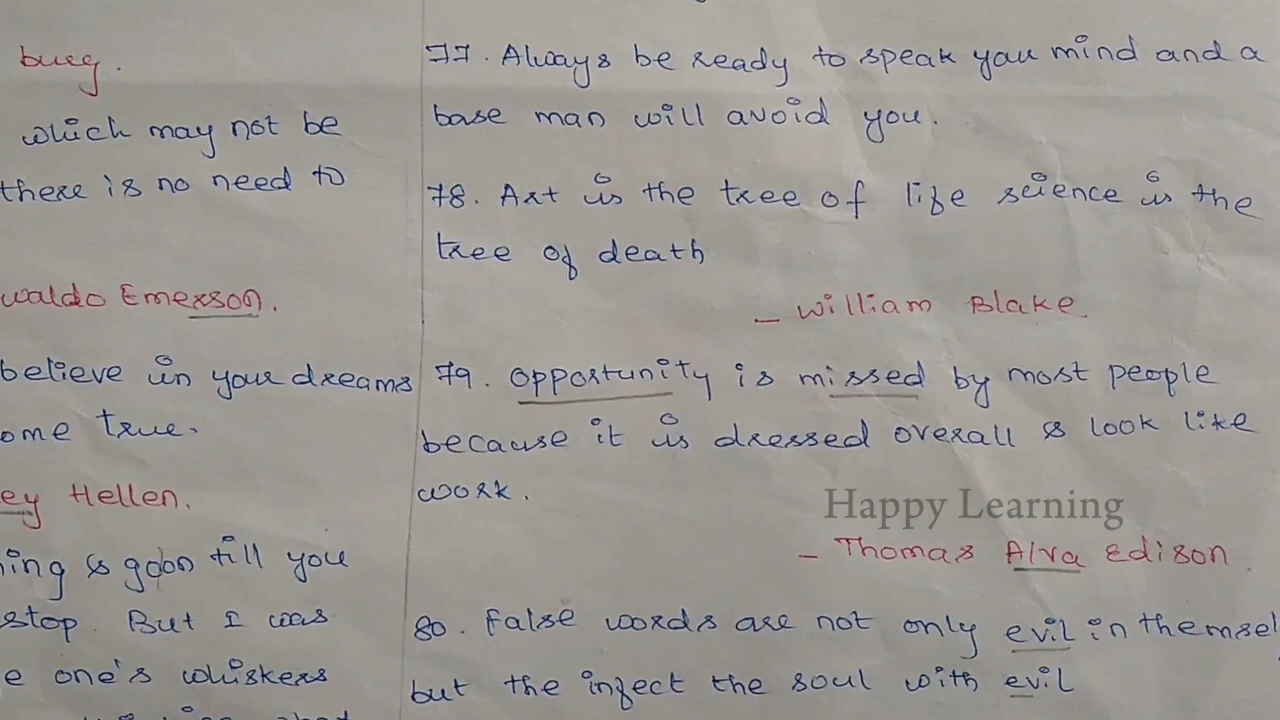 bueg.
which may not be
there is no need to
waldo Emerson.
believe in your dreams
ome true.
ey Hellen.
ning is goon till you
stop. But I was
e one's whiskers
77. Always be ready to speak you mind and a
base man will avoid you.
78. Art is the tree of life science is the
tree of death
- William Blake.
79. Opportunity is missed by most people
because it is dressed overall & look like
work.
Happy Learning
- Thomas Alva Edison.
80. False words are not only evil in themsel
but the infect the soul with evil